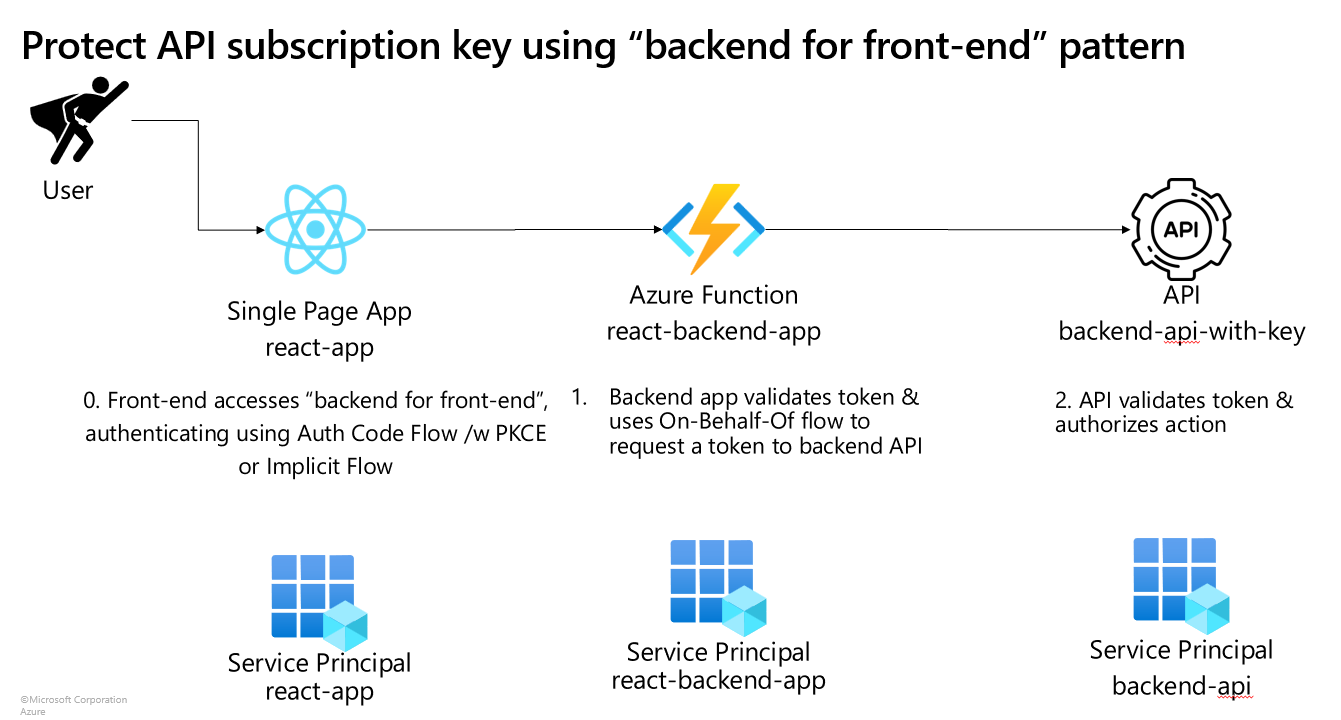 Protect API subscription key using “backend for front-end” pattern
User
Single Page App
react-app
Azure Function
react-backend-app
API
API
backend-api-with-key
0. Front-end accesses “backend for front-end”,
authenticating using Auth Code Flow /w PKCE
or Implicit Flow
1. Backend app validates token &
uses On-Behalf-Of flow to
request a token to backend API
2. API validates token &
authorizes action
Service Principal
react-app
Service Principal
react-backend-app
Service Principal
backend-api
©Microsoft Corporation
Azure